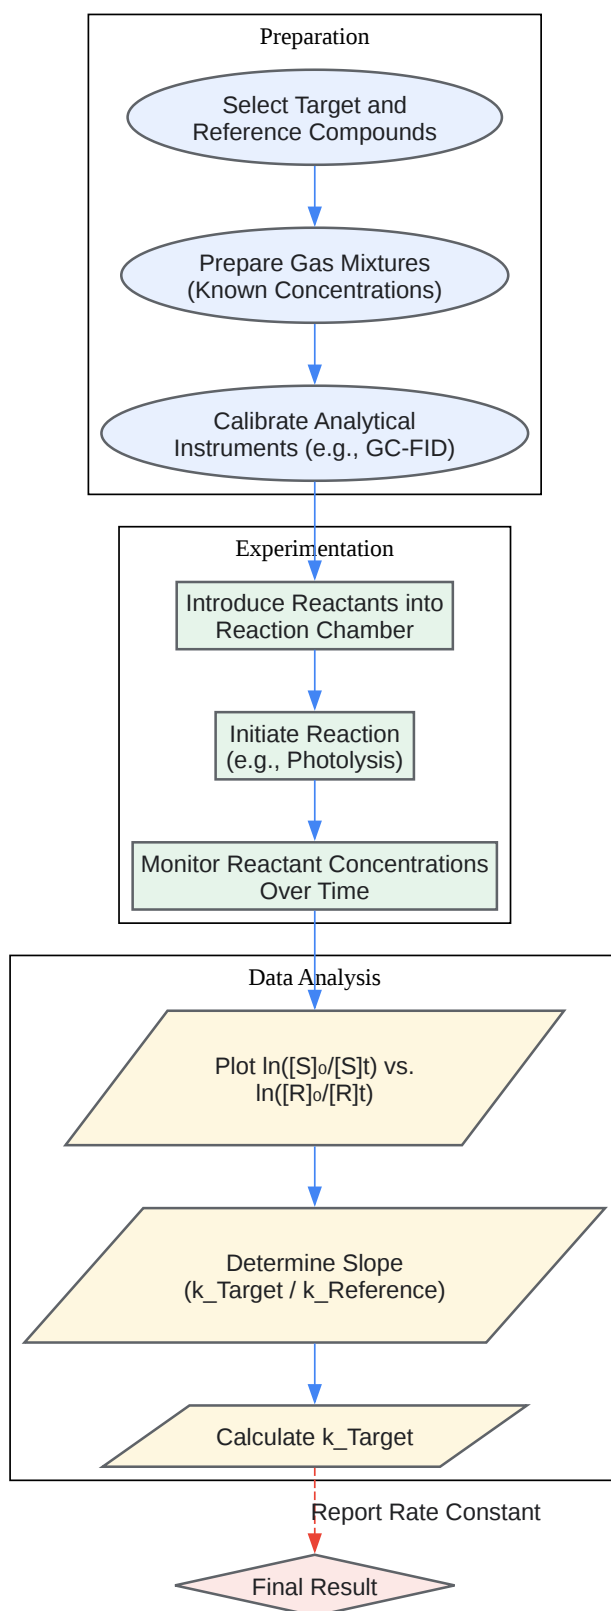 Preparation
Select Target and
Reference Compounds
Prepare Gas Mixtures
(Known Concentrations)
Calibrate Analytical
Instruments (e.g., GC-FID)
Experimentation
Introduce Reactants into
Reaction Chamber
Initiate Reaction
(e.g., Photolysis)
Monitor Reactant Concentrations
Over Time
Data Analysis
Plot ln([S]₀/[S]t) vs.
ln([R]₀/[R]t)
Determine Slope
(k_Target / k_Reference)
Calculate k_Target
Report Rate Constant
Final Result